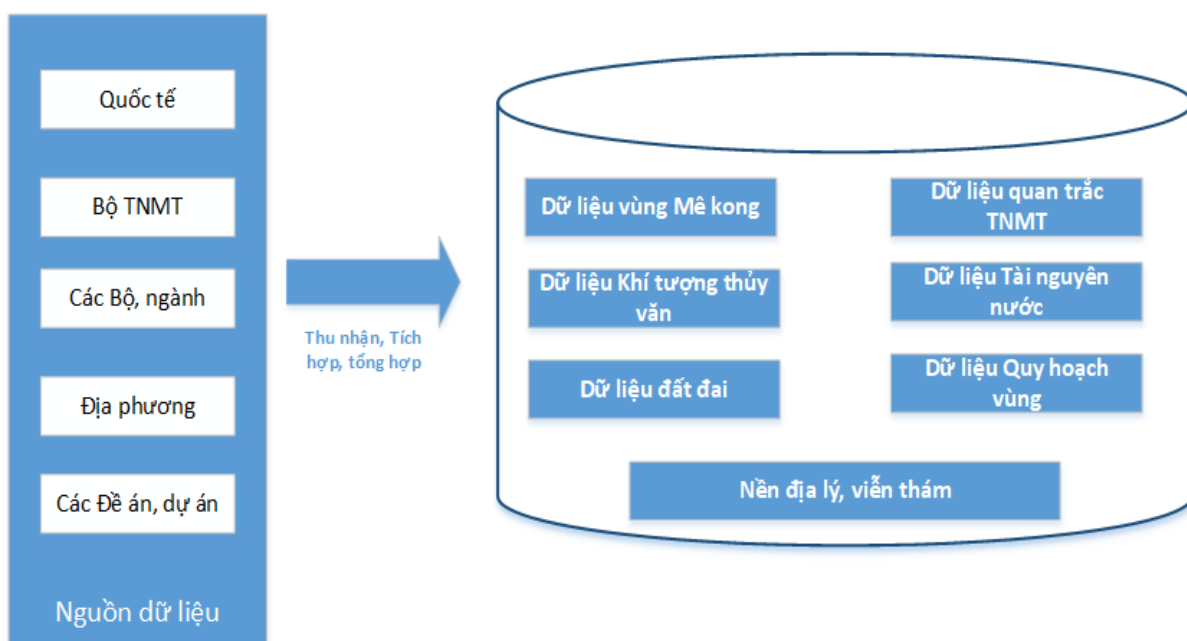 Quốc tế
Bộ TNMT
Các Bộ, ngành
Địa phương
Các Đề án, dự án
Nguồn dữ liệu
Thu nhận, Tích
hợp, tổng hợp
Dữ liệu vùng Mê kong
Dữ liệu quan trắc
TNMT
Dữ liệu Khí tượng thủy
văn
Dữ liệu Tài nguyên
nước
Dữ liệu đất đai
Dữ liệu Quy hoạch
vùng
Nền địa lý, viễn thám